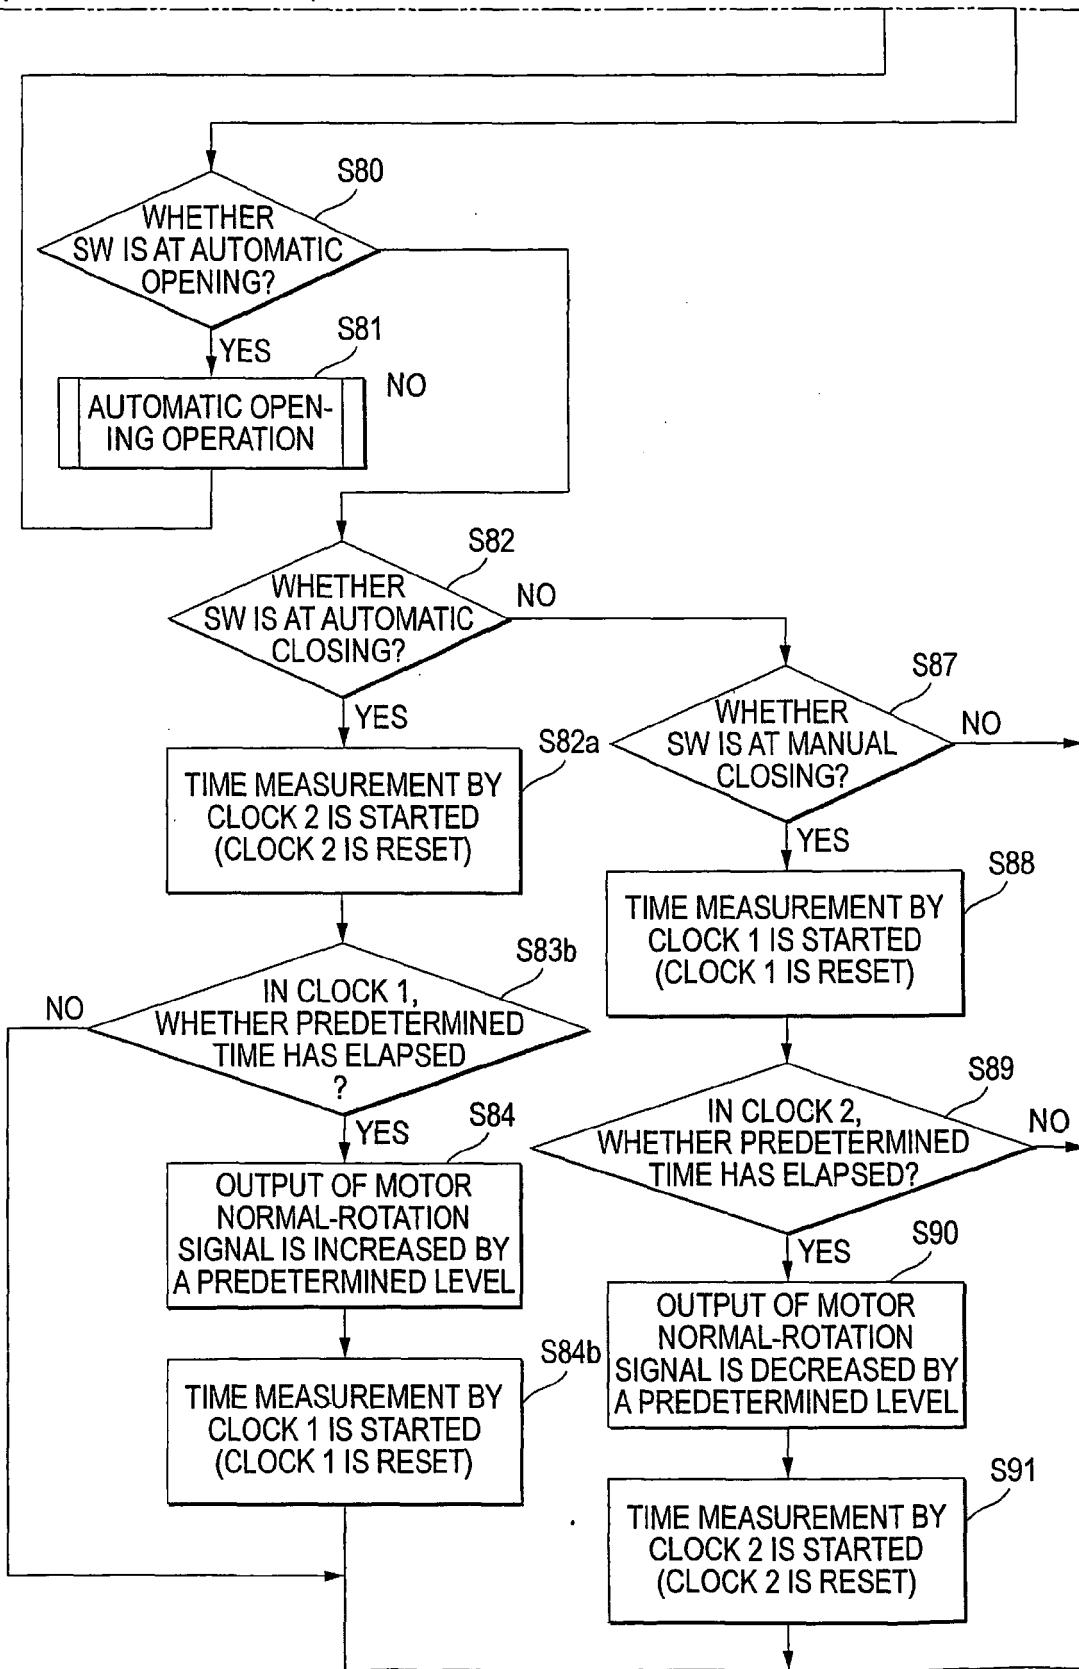 S80
WHETHER
SW IS AT AUTOMATIC
OPENING?
YES
S81
NO
AUTOMATIC OPEN-
ING OPERATION
S82
WHETHER
SW IS AT AUTOMATIC
CLOSING?
NO
YES
S87
WHETHER
SW IS AT MANUAL
CLOSING?
NO
YES
S82a
TIME MEASUREMENT BY
CLOCK 2 IS STARTED
(CLOCK 2 IS RESET)
S88
TIME MEASUREMENT BY
CLOCK 1 IS STARTED
(CLOCK 1 IS RESET)
S83b
NO
IN CLOCK 1,
WHETHER PREDETERMINED
TIME HAS ELAPSED
?
YES
S89
IN CLOCK 2,
WHETHER PREDETERMINED
TIME HAS ELAPSED?
NO
YES
S84
OUTPUT OF MOTOR
NORMAL-ROTATION
SIGNAL IS INCREASED BY
A PREDETERMINED LEVEL
S90
OUTPUT OF MOTOR
NORMAL-ROTATION
SIGNAL IS DECREASED BY
A PREDETERMINED LEVEL
S84b
TIME MEASUREMENT BY
CLOCK 1 IS STARTED
(CLOCK 1 IS RESET)
S91
TIME MEASUREMENT BY
CLOCK 2 IS STARTED
(CLOCK 2 IS RESET)